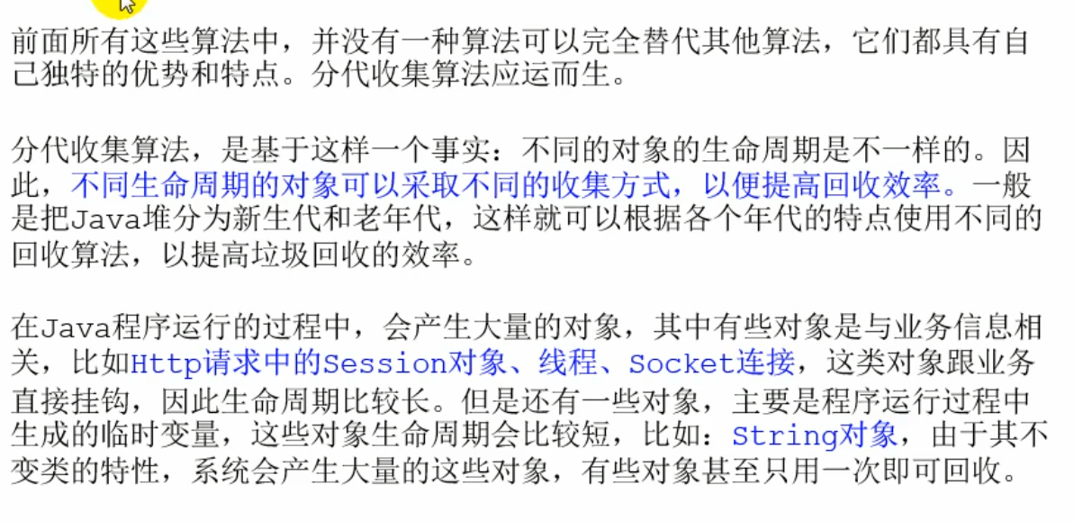 前面所有这些算法中，并没有一种算法可以完全替代其他算法，它们都具有自
己独特的优势和特点。分代收集算法应运而生。
分代收集算法，是基于这样一个事实：不同的对象的生命周期是不一样的。因
此，不同生命周期的对象可以采取不同的收集方式，以便提高回收效率。一般
是把Java堆分为新生代和老年代，这样就可以根据各个年代的特点使用不同的
回收算法，以提高垃圾回收的效率。
在Java程序运行的过程中，会产生大量的对象，其中有些对象是与业务信息相
关，比如Http请求中的Session对象、线程、Socket连接，这类对象跟业务
直接挂钩，因此生命周期比较长。但是还有一些对象，主要是程序运行过程中
生成的临时变量，这些对象生命周期会比较短，比如：String对象，由于其不
变类的特性，系统会产生大量的这些对象，有些对象甚至只用一次即可回收。